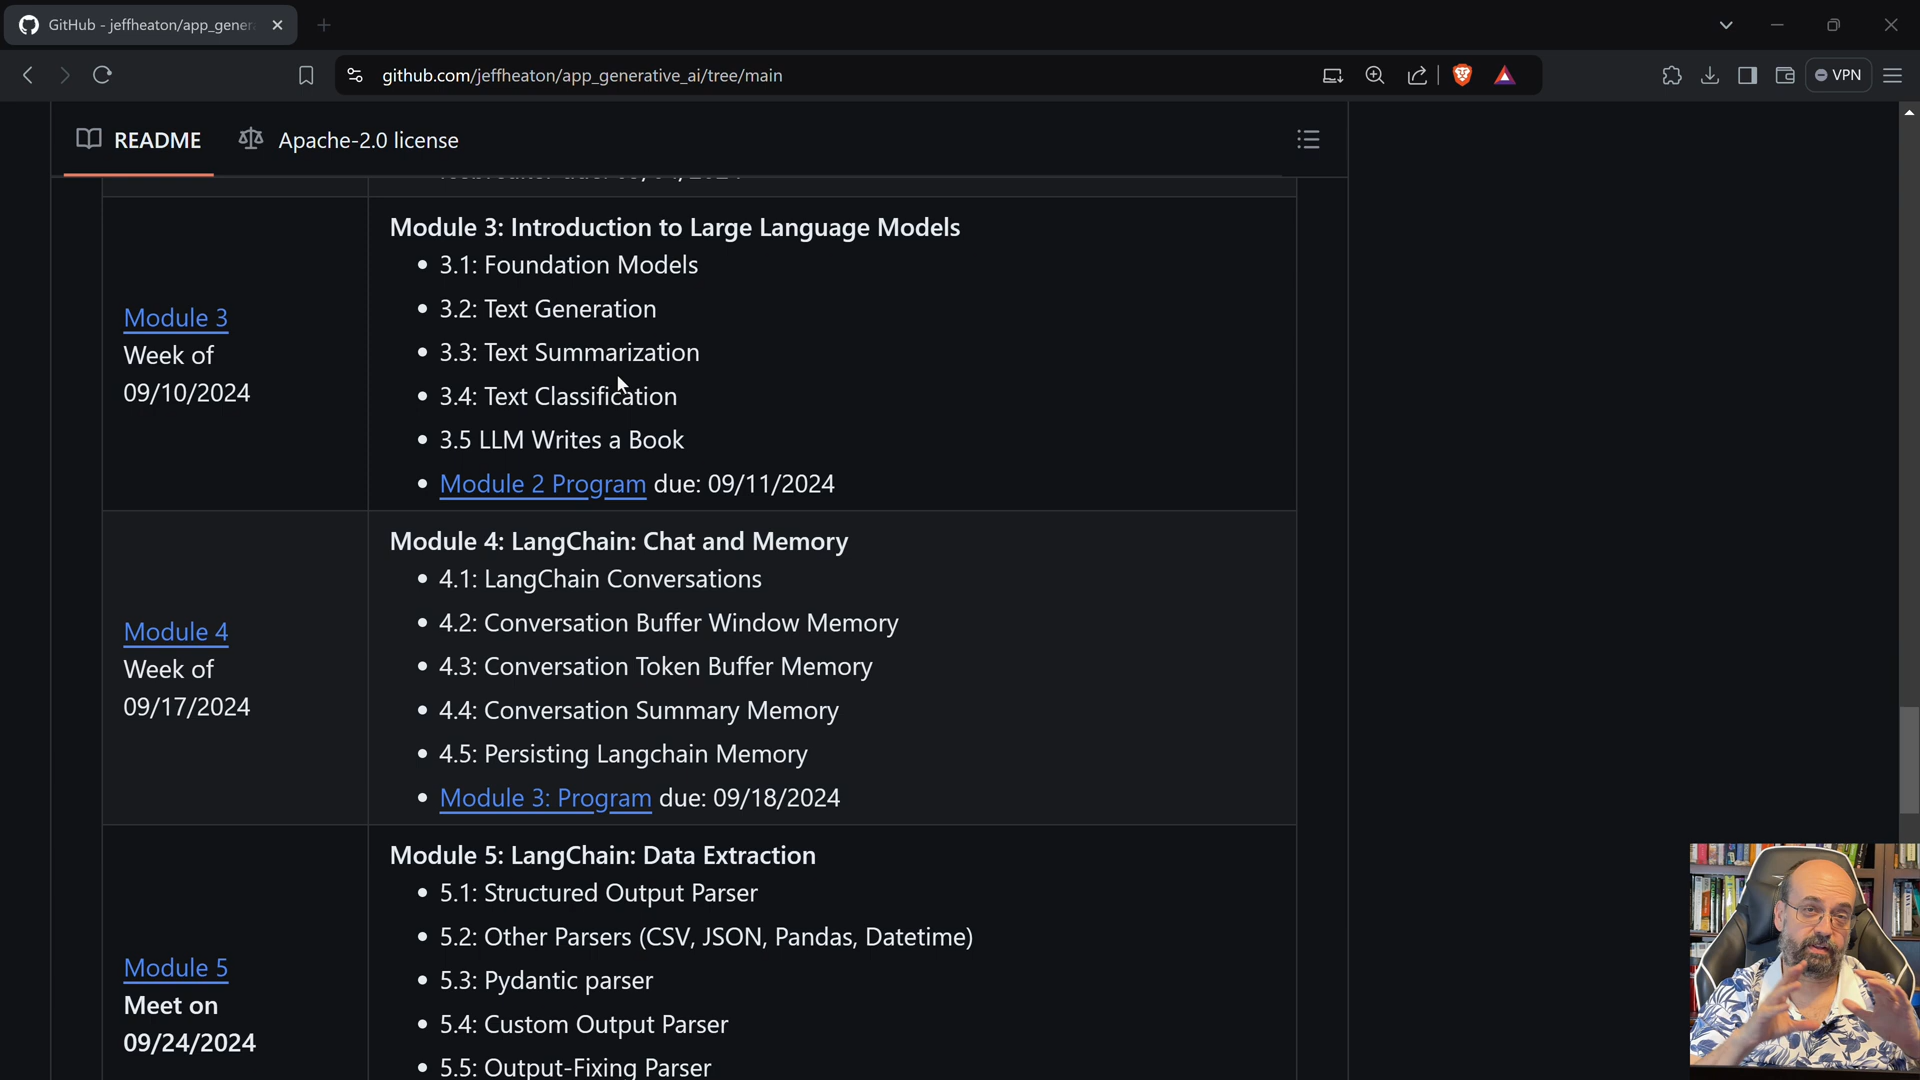 GitHub - jeffheaton/app_gener
github.com/jeffheaton/app_generative_ai/tree/main
VPN
README
Apache-2.0 license
Module 3
Week of
09/10/2024
Module 3: Introduction to Large Language Models
• 3.1: Foundation Models
• 3.2: Text Generation
• 3.3: Text Summarization
• 3.4: Text Classification
• 3.5 LLM Writes a Book
• Module 2 Program due: 09/11/2024
Module 4
Week of
09/17/2024
Module 4: LangChain: Chat and Memory
• 4.1: LangChain Conversations
• 4.2: Conversation Buffer Window Memory
• 4.3: Conversation Token Buffer Memory
• 4.4: Conversation Summary Memory
• 4.5: Persisting Langchain Memory
• Module 3: Program due: 09/18/2024
Module 5
Meet on
09/24/2024
Module 5: LangChain: Data Extraction
• 5.1: Structured Output Parser
• 5.2: Other Parsers (CSV, JSON, Pandas, Datetime)
• 5.3: Pydantic parser
• 5.4: Custom Output Parser
• 5.5: Output-Fixing Parser